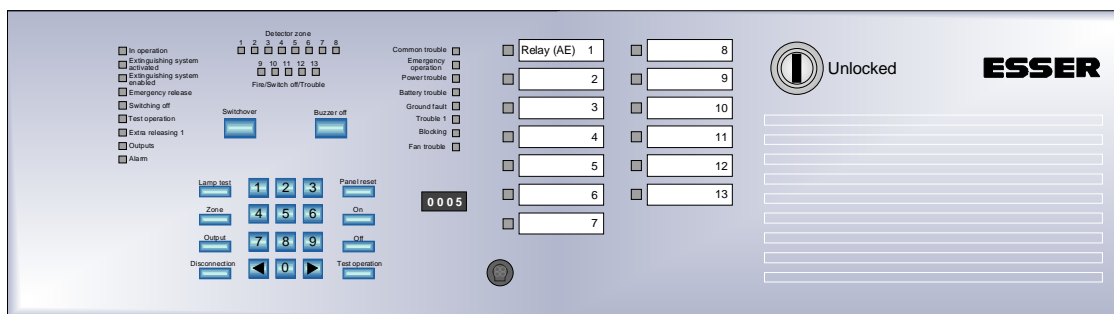 Detector zone
1 2 3 4 5 6 7 8
9 10 11 12 13
Fire/Switch off/Trouble
In operation
Extinguishing system
activated
Extinguishing system
enabled
Emergency release
Switching off
Test operation
Extra releasing 1
Outputs
Alarm
Switchover
Buzzer off
Lamp test
Zone
Output
Disconnection
1 2 3
4 5 6
7 8 9
0
Panel reset
On
Off
Test operation
Common trouble
Emergency
operation
Power trouble
Battery trouble
Ground fault
Trouble 1
Blocking
Fan trouble
0005
Relay (AE) 1
2
3
4
5
6
7
8
9
10
11
12
13
Unlocked
ESSER